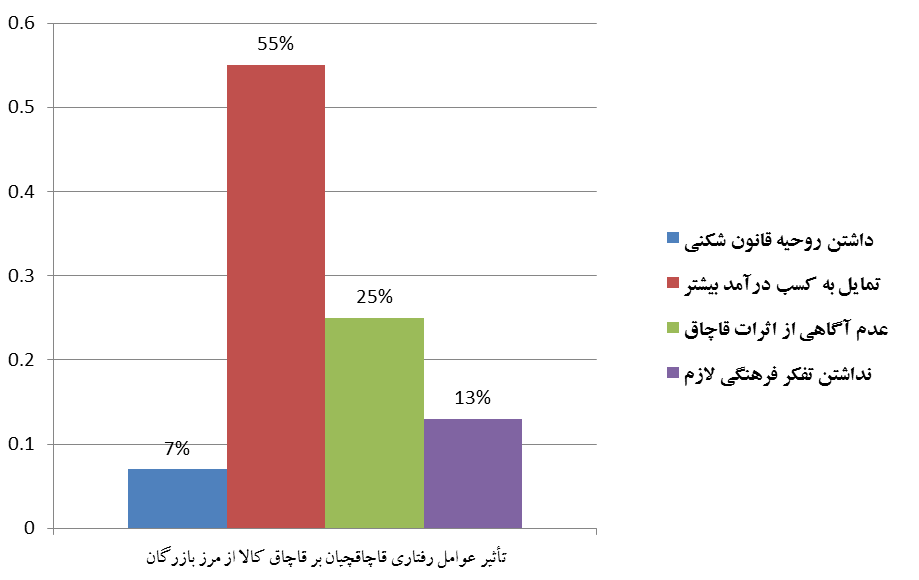 0.6
0.5
0.4
0.3
0.2
0.1
0
7%
55%
25%
13%
تأثیر عوامل رفتاری قاچاقچیان بر قاچاق کالا از مرز بازرگان
داشتن روحیه قانون شکنی
تمایل به کسب درآمد بیشتر
عدم آگاهی از اثرات قاچاق
نداشتن تفکر فرهنگی لازم